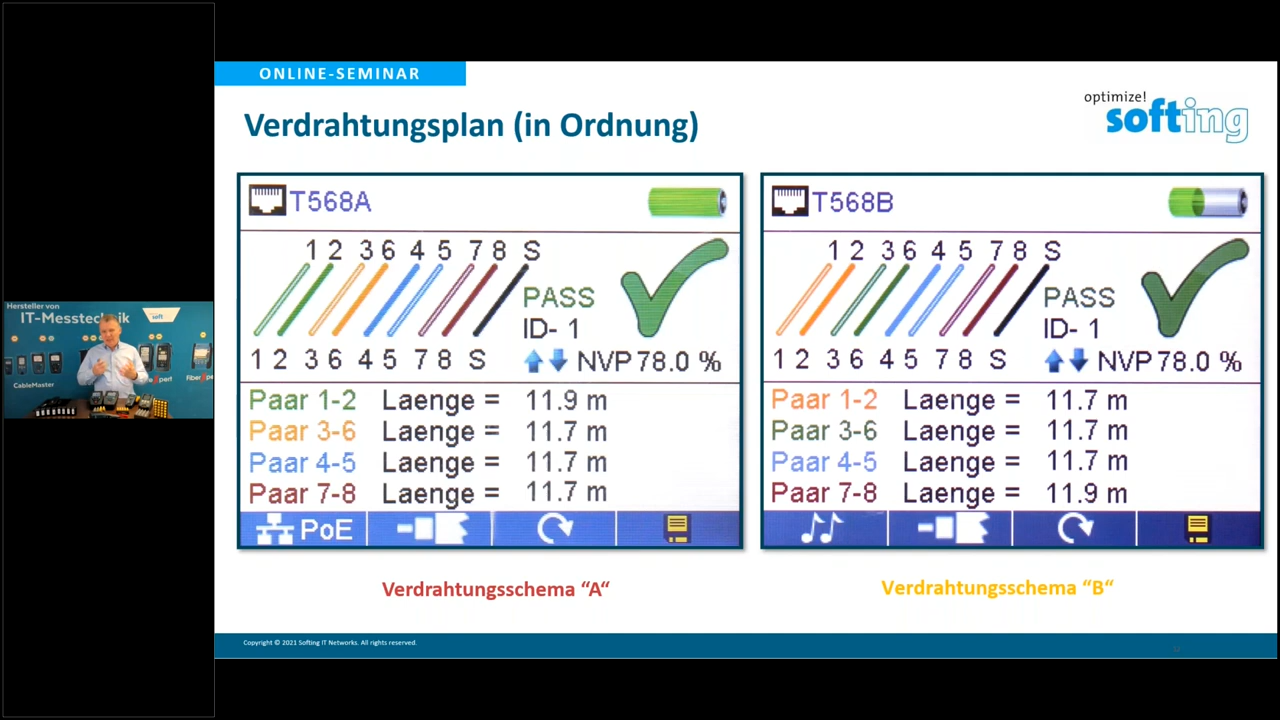 ONLINE-SEMINAR
Verdrahtungsplan (in Ordnung)
optimize!
softing
T568A
1 2 3 6 4 5 7 8 S
PASS
ID- 1
1 2 3 6 4 5 7 8 S
NVP 78.0 %
Paar 1-2 Laenge = 11.9 m
Paar 3-6 Laenge = 11.7 m
Paar 4-5 Laenge = 11.7 m
Paar 7-8 Laenge = 11.7 m
PoE
T568B
1 2 3 6 4 5 7 8 S
PASS
ID- 1
1 2 3 6 4 5 7 8 S
NVP 78.0 %
Paar 1-2 Laenge = 11.7 m
Paar 3-6 Laenge = 11.7 m
Paar 4-5 Laenge = 11.7 m
Paar 7-8 Laenge = 11.9 m
Verdrahtungsschema "A“
Verdrahtungsschema "B“
Copyright © 2021 Softing IT Networks. All rights reserved.
Hersteller von
IT-Messtechnik
soft
CableMaster